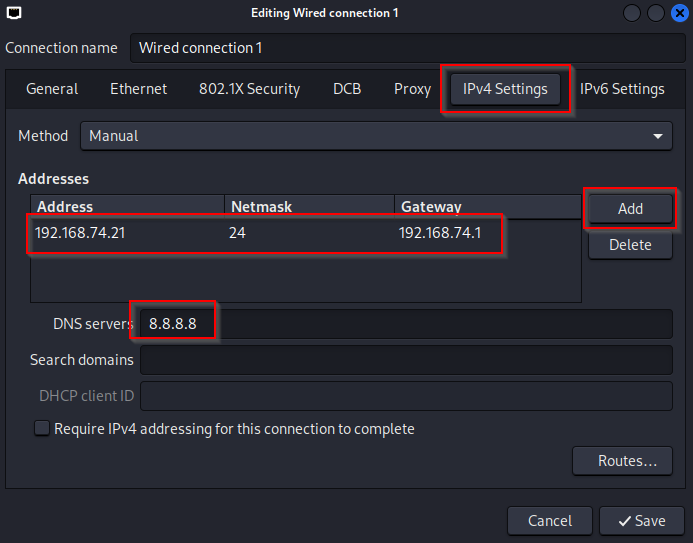 Editing Wired connection 1
Connection name Wired connection 1
General Ethernet 802.1X Security DCB Proxy IPv4 Settings IPv6 Settings
Method Manual
Addresses
Address Netmask Gateway Add
192.168.74.21 24 192.168.74.1
Delete
DNS servers 8.8.8.8
Search domains
DHCP client ID
Require IPv4 addressing for this connection to complete
Routes...
Cancel Save